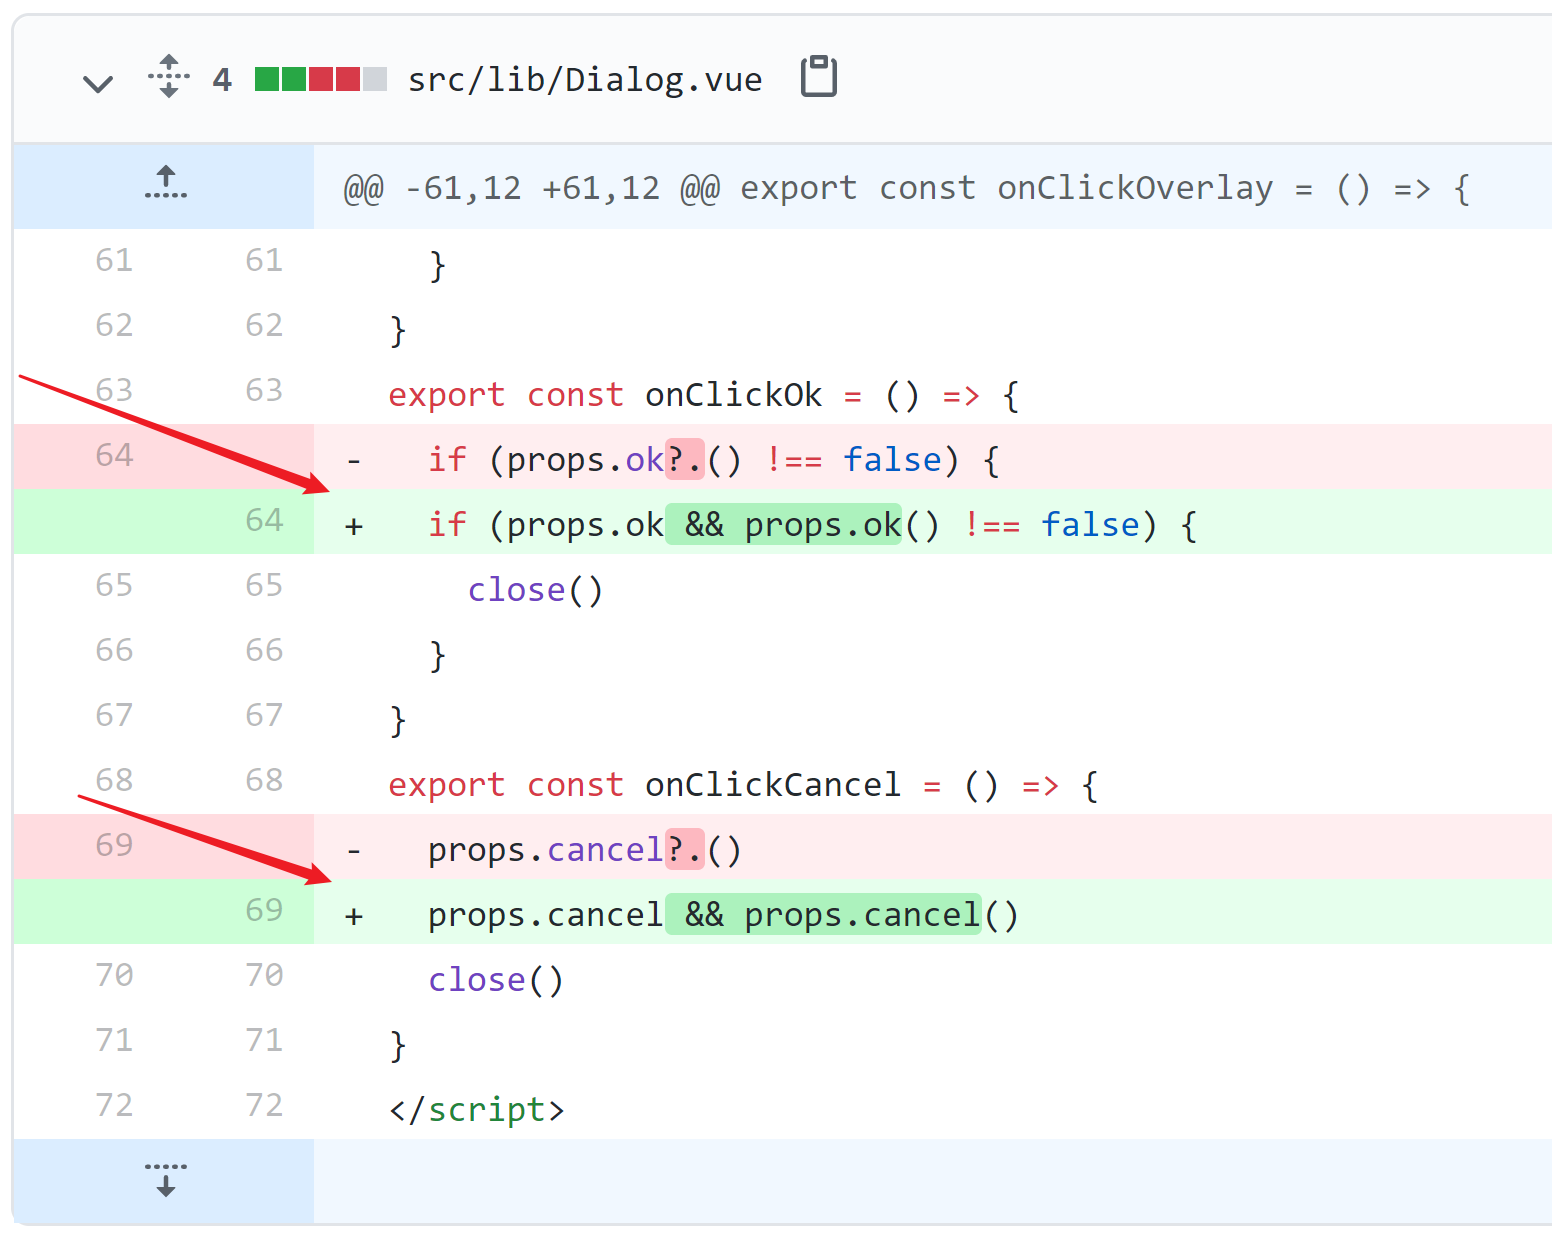 4 src/lib/Dialog.vue
@@ -61,12 +61,12 @@ export const onClickOverlay = () => {
61 61 }
62 62 }
63 63 export const onClickOk = () => {
64 - if (props.ok?.() !== false) {
64 + if (props.ok && props.ok() !== false) {
65 65 close()
66 66 }
67 67 }
68 68 export const onClickCancel = () => {
69 - props.cancel?.()
69 + props.cancel && props.cancel()
70 70 close()
71 71 }
72 72 </script>